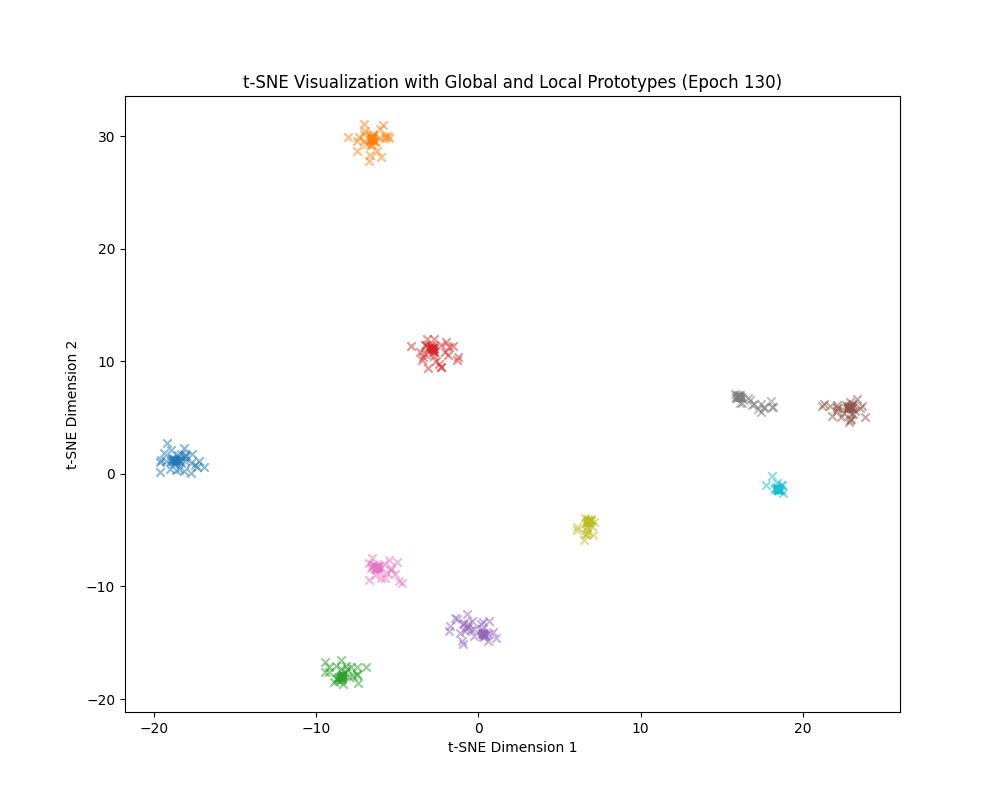 t-SNE Visualization with Global and Local Prototypes (Epoch 130)
30
20
10
0
−10
−20
t-SNE Dimension 2
−20 −10 0 10 20
t-SNE Dimension 1